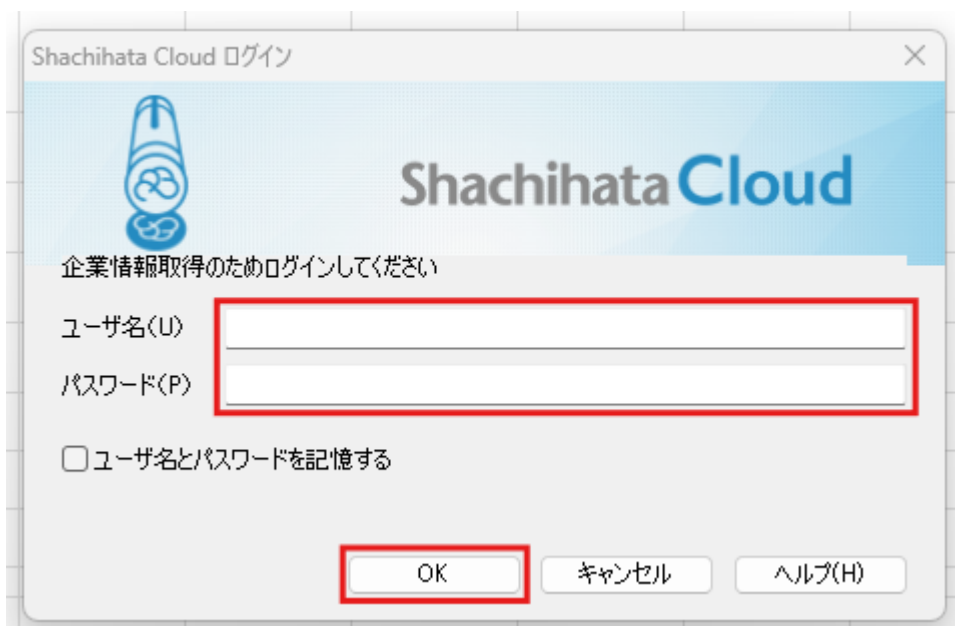 Shachihata Cloud ログイン
Shachihata Cloud
企業情報取得のためログインしてください
ユーザ名(U)
パスワード(P)
ユーザ名とパスワードを記憶する
OK キャンセル ヘルプ(H)